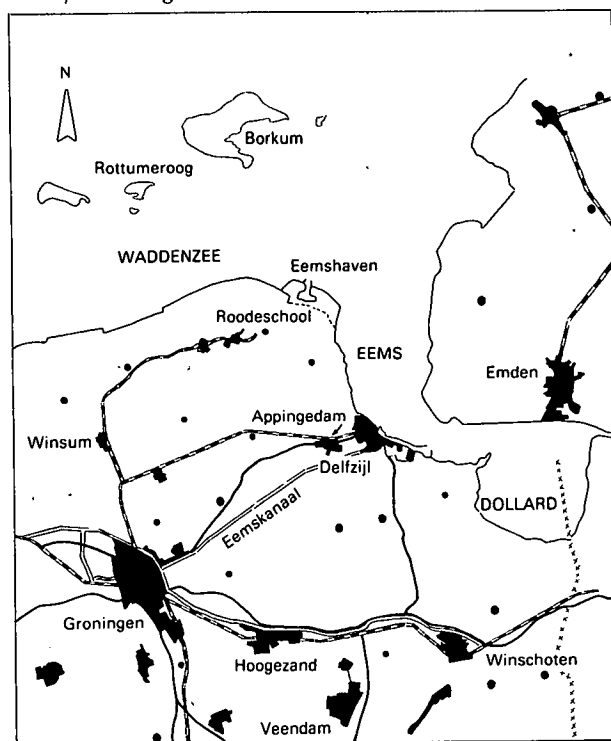 N
Borkum
Rottumeroog
WADDENZEE
Eemshaven
Roodeschool
EEMS
Emden
Appingedam
Winsum
Delfzijl
DOLLARD
Eemskanaal
Groningen
Hoogezand
Winschoten
Veendam